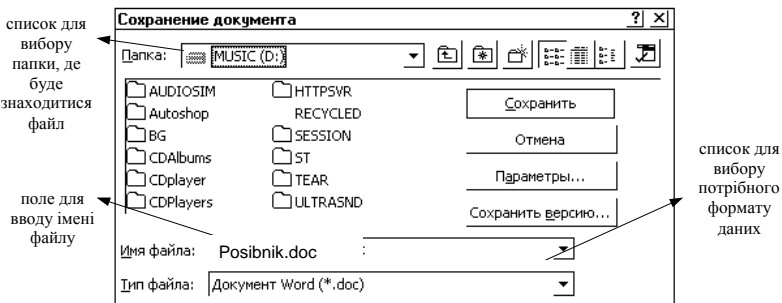 список для
вибору
папки, де
буде
знаходитися
файл
поле для
вводу імені
файлу
Сохранение документа
? ×
Папка: MUSIC (D:)
AUDIOSIM HTTPSVR
Autoshop RECYCLED
BG SESSION
CDAlbums ST
CDplayer TEAR
CDPlayers ULTRASND
Сохранить
Отмена
Параметры...
Сохранить версию...
Имя файла: Posibnik.doc :
Тип файла: Документ Word (*.doc)
список для
вибору
потрібного
формату
даних